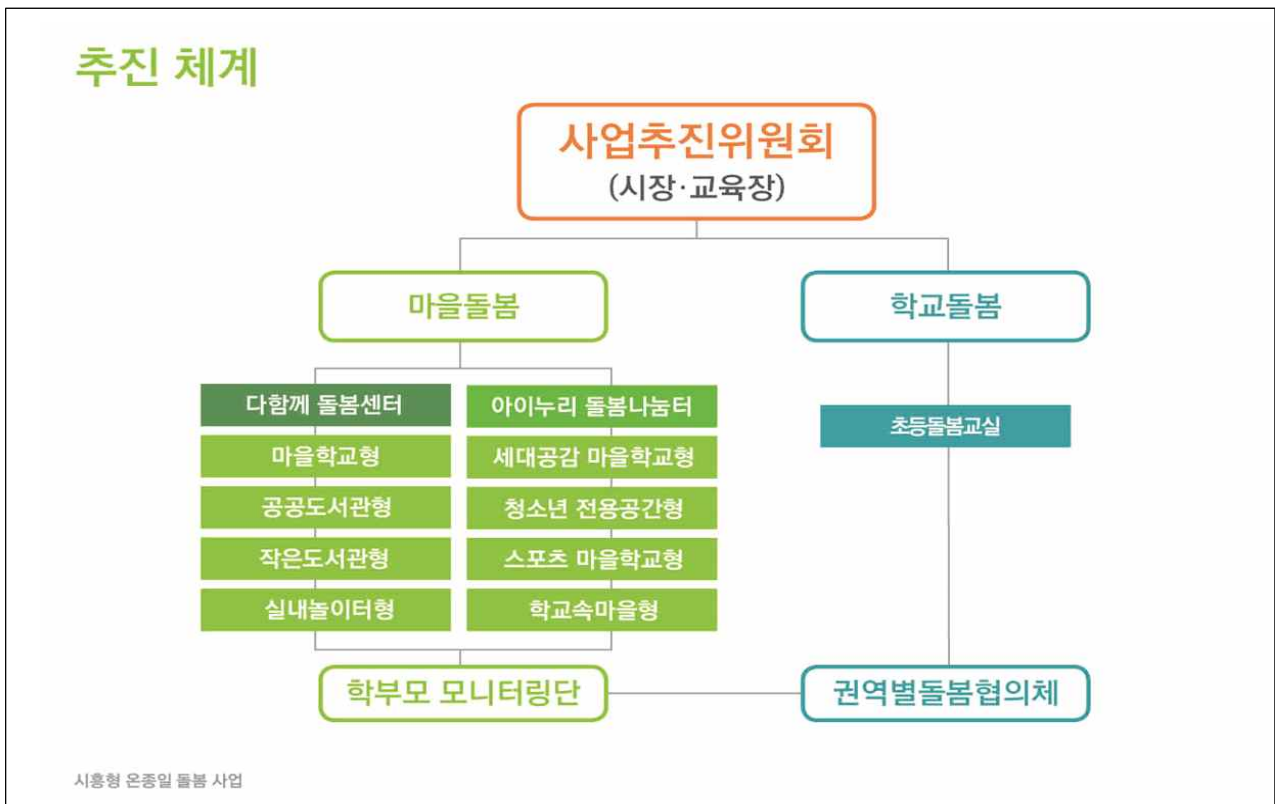 추진 체계
사업추진위원회
(시장·교육장)
마을돌봄
학교돌봄
다함께 돌봄센터
아이누리 돌봄나눔터
초등돌봄교실
마을학교형
세대공감 마을학교형
공공도서관형
청소년 전용공간형
작은도서관형
스포츠 마을학교형
실내놀이터형
학교속마을형
학부모 모니터링단
권역별돌봄협의체
시흥형 온종일 돌봄 사업